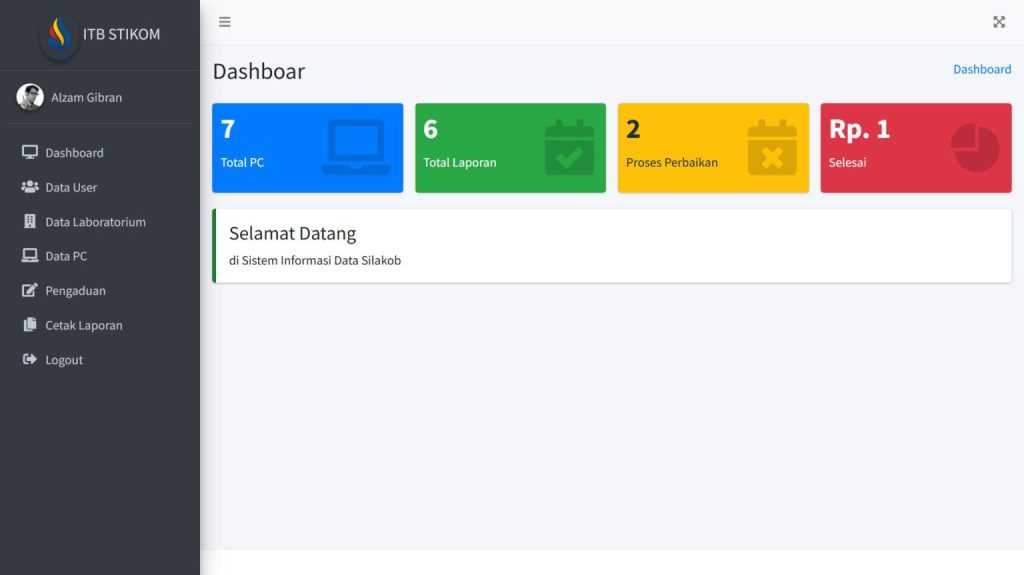 ITB STIKOM
Alzam Gibran
Dashboard
Data User
Data Laboratorium
Data PC
Pengaduan
Cetak Laporan
Logout
Dashboar
Dashboard
7
Total PC
6
Total Laporan
2
Proses Perbaikan
Rp. 1
Selesai
Selamat Datang
di Sistem Informasi Data Silakob